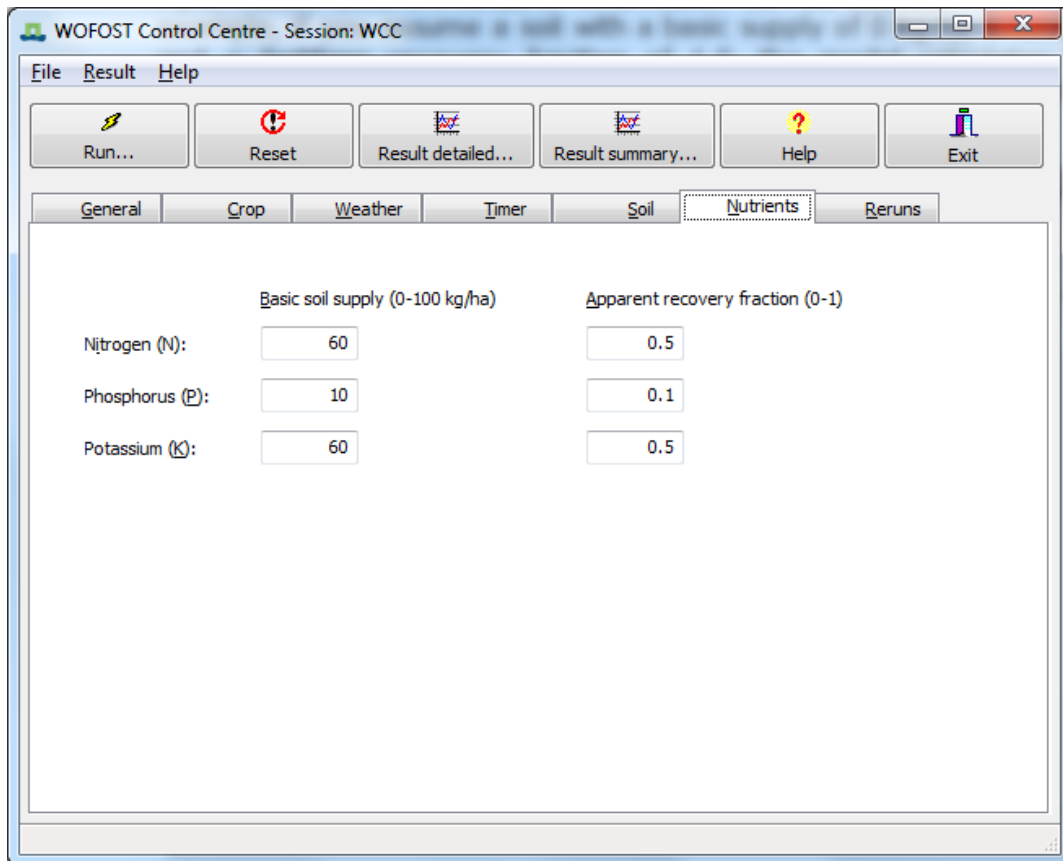 WOFOST Control Centre - Session: WCC
File Result Help
Run... Reset Result detailed... Result summary... Help Exit
General Crop Weather Timer Soil Nutrients Reruns
Basic soil supply (0-100 kg/ha) Apparent recovery fraction (0-1)
Nitrogen (N): 60 0.5
Phosphorus (P): 10 0.1
Potassium (K): 60 0.5